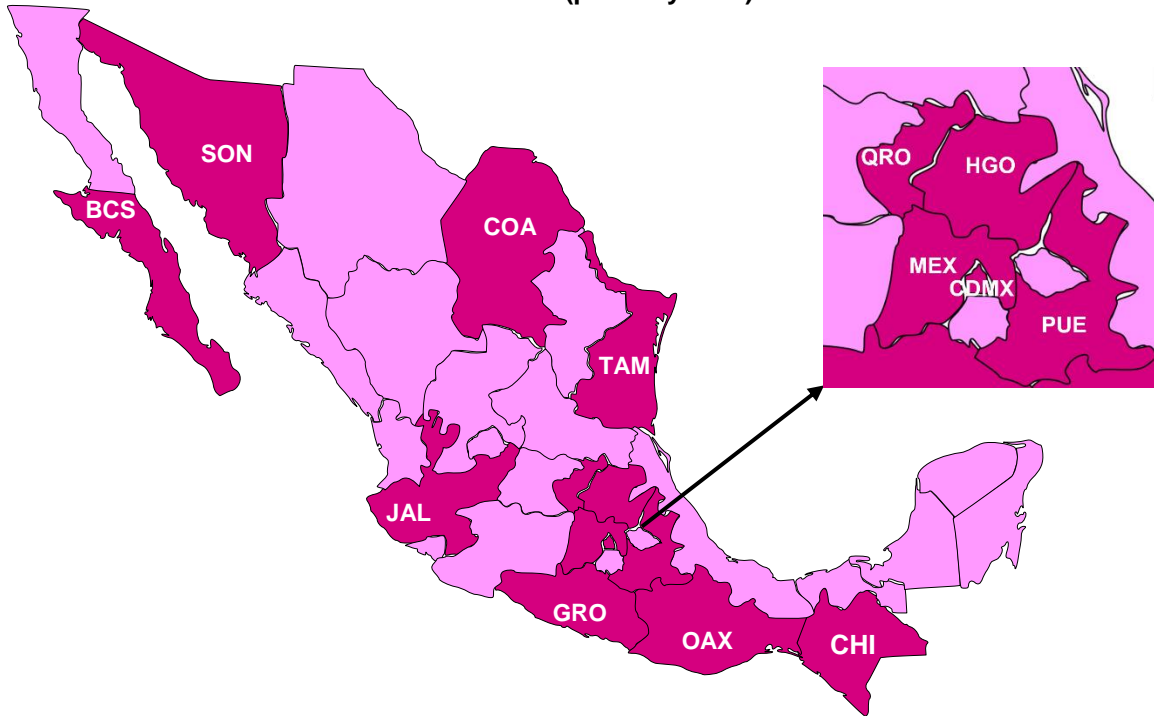 SON
QRO
HGO
BCS
COA
MEX
CDMX
PUE
TAM
JAL
GRO
OAX
CHI